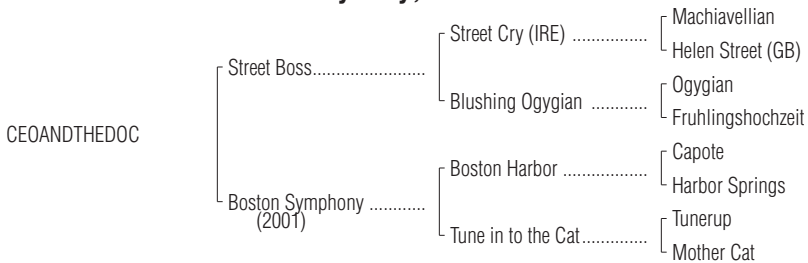 Machiavellian
Street Cry (IRE) ................
Helen Street (GB)
Street Boss........................
Ogygian
Blushing Ogygian ............
Fruhlingshochzeit
CEOANDTHEDOC
Capote
Boston Harbor ..................
Harbor Springs
Boston Symphony ............
(2001)
Tunerup
Tune in to the Cat..............
Mother Cat